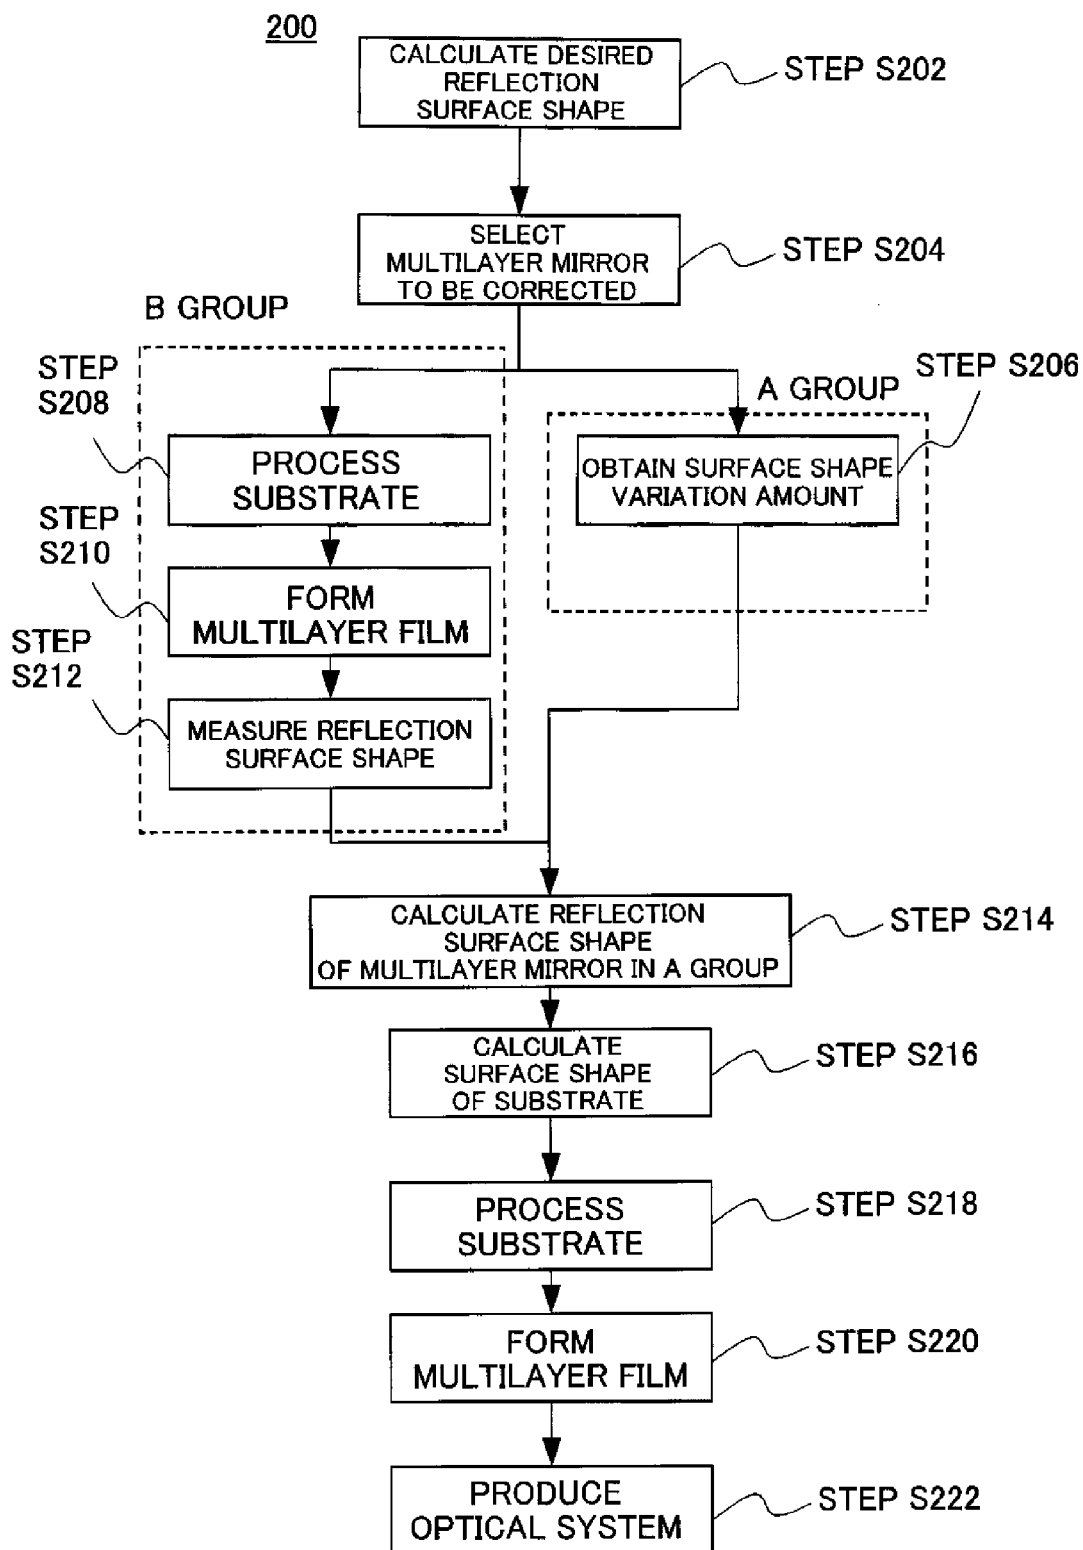 200
CALCULATE DESIRED
REFLECTION
SURFACE SHAPE
STEP S202
SELECT
MULTILAYER MIRROR
TO BE CORRECTED
STEP S204
B GROUP
STEP
S208
PROCESS
SUBSTRATE
STEP S206
A GROUP
OBTAIN SURFACE SHAPE
VARIATION AMOUNT
STEP
S210
FORM
MULTILAYER FILM
STEP
S212
MEASURE REFLECTION
SURFACE SHAPE
CALCULATE REFLECTION
SURFACE SHAPE
OF MULTILAYER MIRROR IN A GROUP
STEP S214
CALCULATE
SURFACE SHAPE
OF SUBSTRATE
STEP S216
PROCESS
SUBSTRATE
STEP S218
FORM
MULTILAYER FILM
STEP S220
PRODUCE
OPTICAL SYSTEM
STEP S222